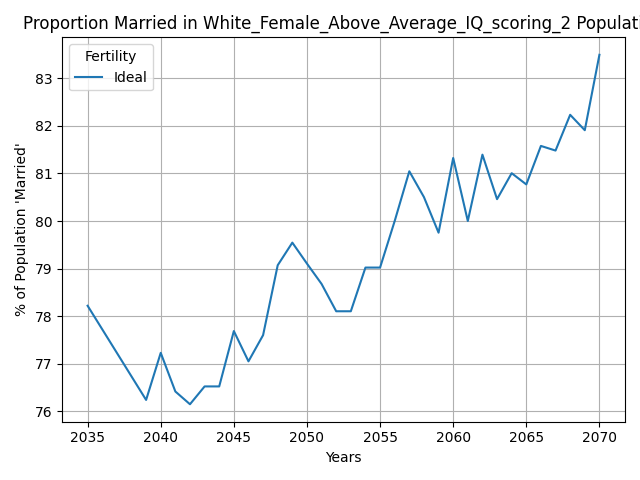 Proportion Married in White_Female_Above_Average_IQ_scoring_2 Populati
Fertility
Ideal
% of Population 'Married'
83
82
81
80
79
78
77
76
2035 2040 2045 2050 2055 2060 2065 2070
Years